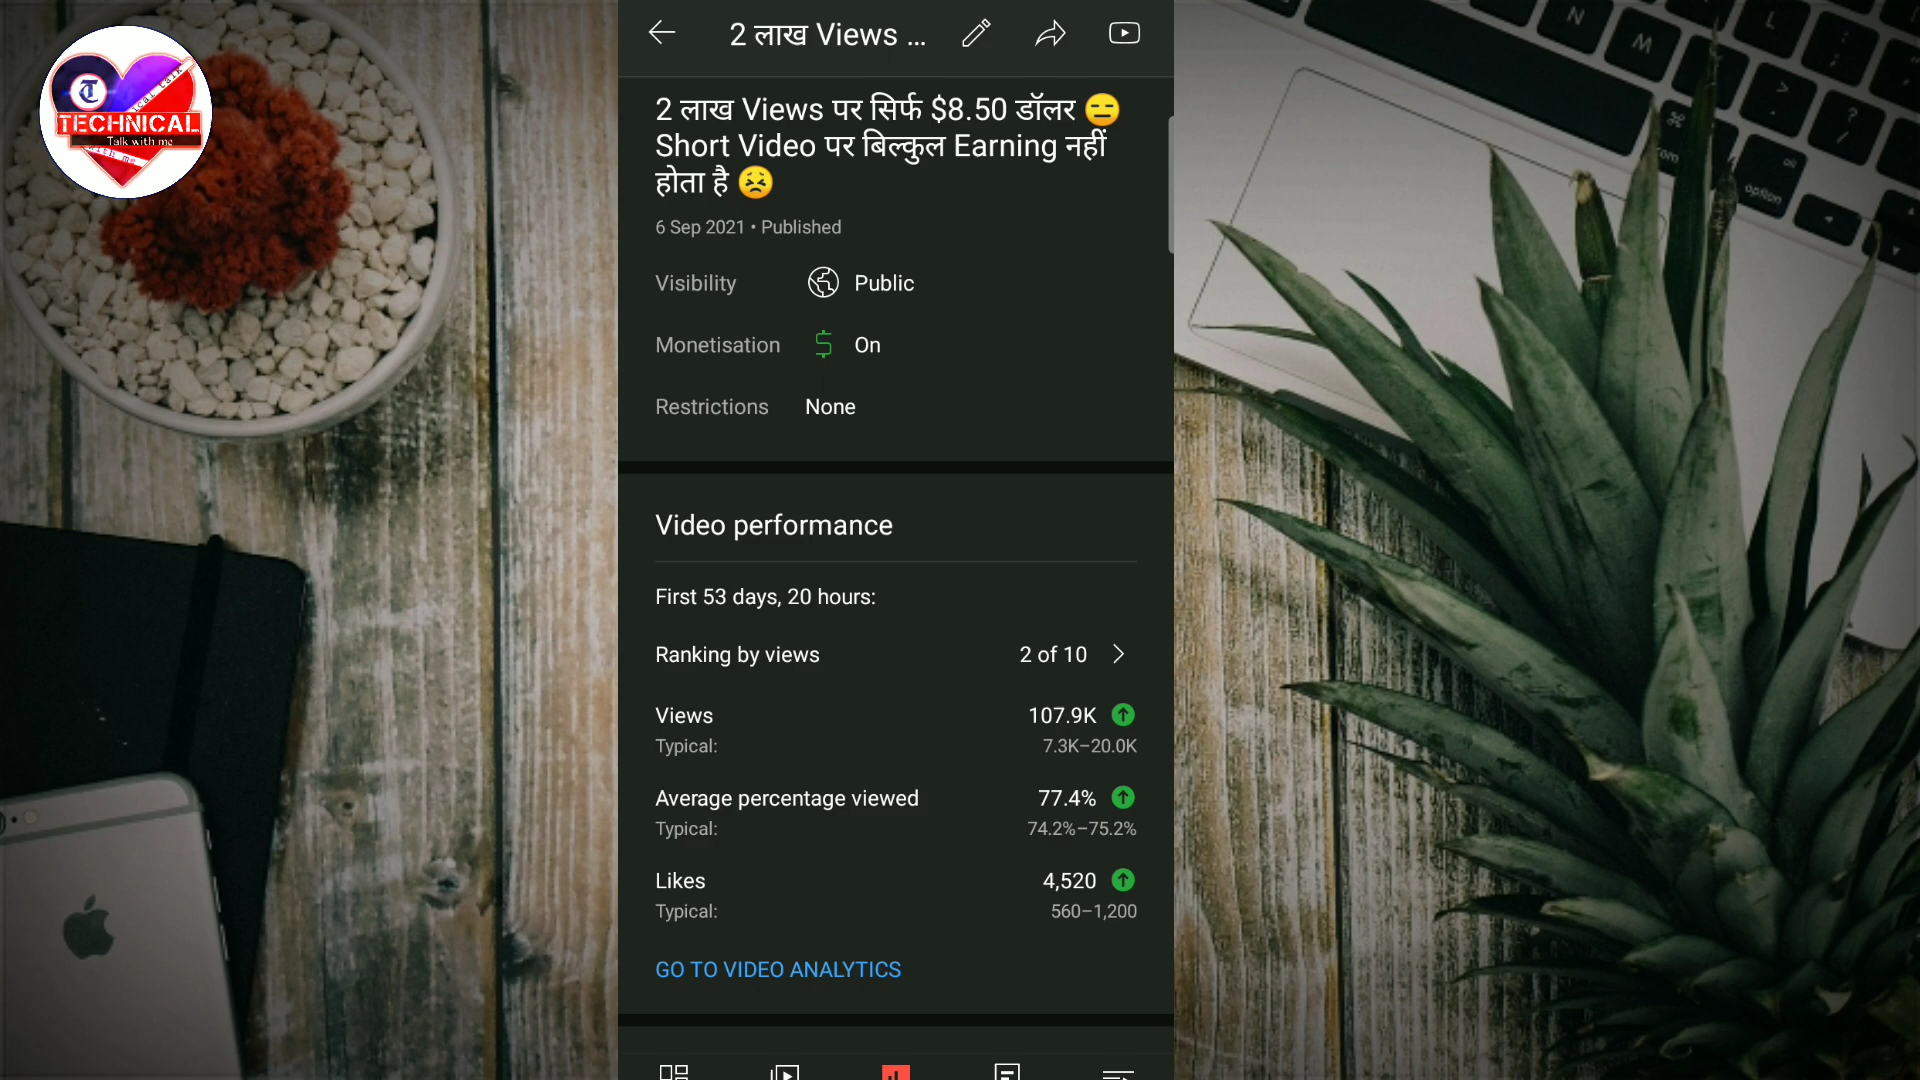 2 लाख Views ...
2 लाख Views पर सिर्फ $8.50 डॉलर 😑
Short Video पर बिल्कुल Earning नहीं
होता है 😣
6 Sep 2021 • Published
Visibility Public
Monetisation On
Restrictions None
Video performance
First 53 days, 20 hours:
Ranking by views 2 of 10
Views 107.9K
Typical: 7.3K–20.0K
Average percentage viewed 77.4%
Typical: 74.2%–75.2%
Likes 4,520
Typical: 560–1,200
GO TO VIDEO ANALYTICS
T
TECHNICAL
Talk with me
with me
N
M
L
option